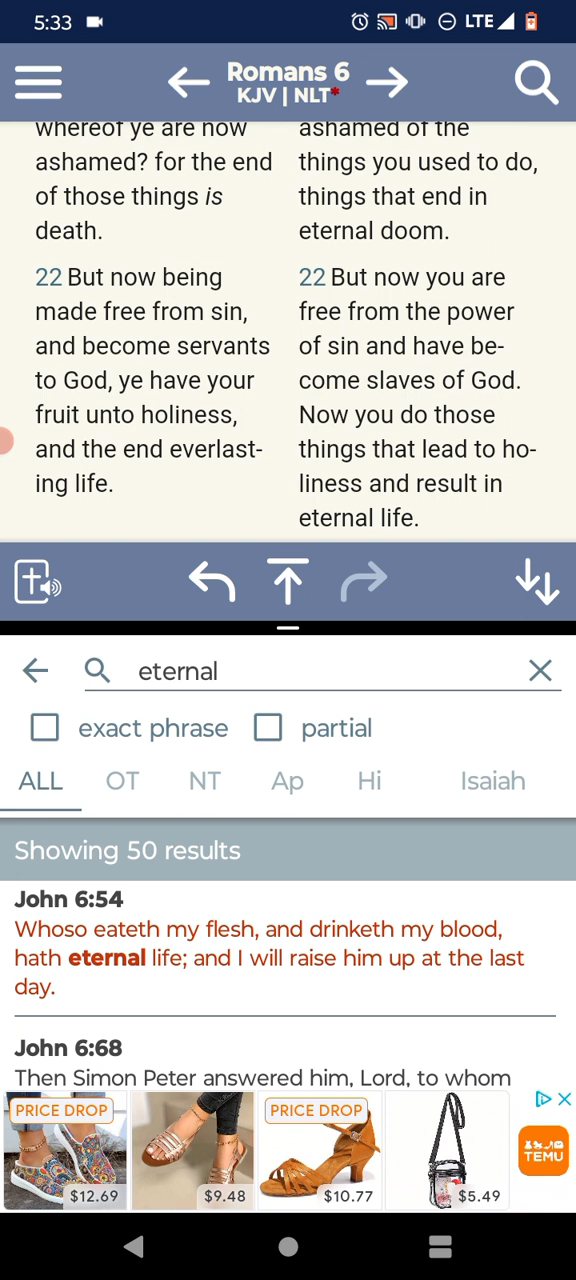 5:33
LTE
Romans 6
KJV | NLT*
whereof ye are now
ashamed? for the end
of those things is
death.
22 But now being
made free from sin,
and become servants
to God, ye have your
fruit unto holiness,
and the end everlast-
ing life.
ashamed of the
things you used to do,
things that end in
eternal doom.
22 But now you are
free from the power
of sin and have be-
come slaves of God.
Now you do those
things that lead to ho-
liness and result in
eternal life.
eternal
exact phrase
partial
ALL OT NT Ap Hi Isaiah
Showing 50 results
John 6:54
Whoso eateth my flesh, and drinketh my blood,
hath eternal life; and I will raise him up at the last
day.
John 6:68
Then Simon Peter answered him, Lord, to whom
PRICE DROP
$12.69
$9.48
PRICE DROP
$10.77
$5.49
TEMU